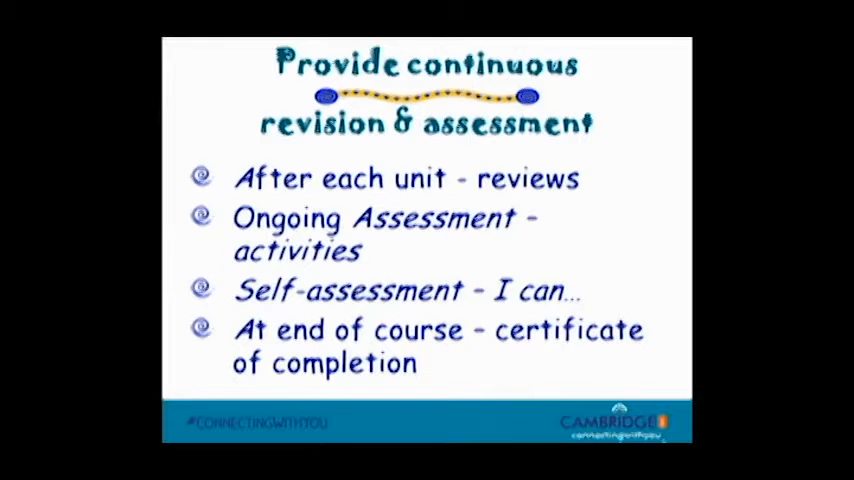 Provide continuous
revision & assessment
After each unit - reviews
Ongoing Assessment -
activities
Self-assessment - I can...
At end of course - certificate
of completion
#CONNECTINGWITHYOU
CAMBRIDGE
connectingwithyou